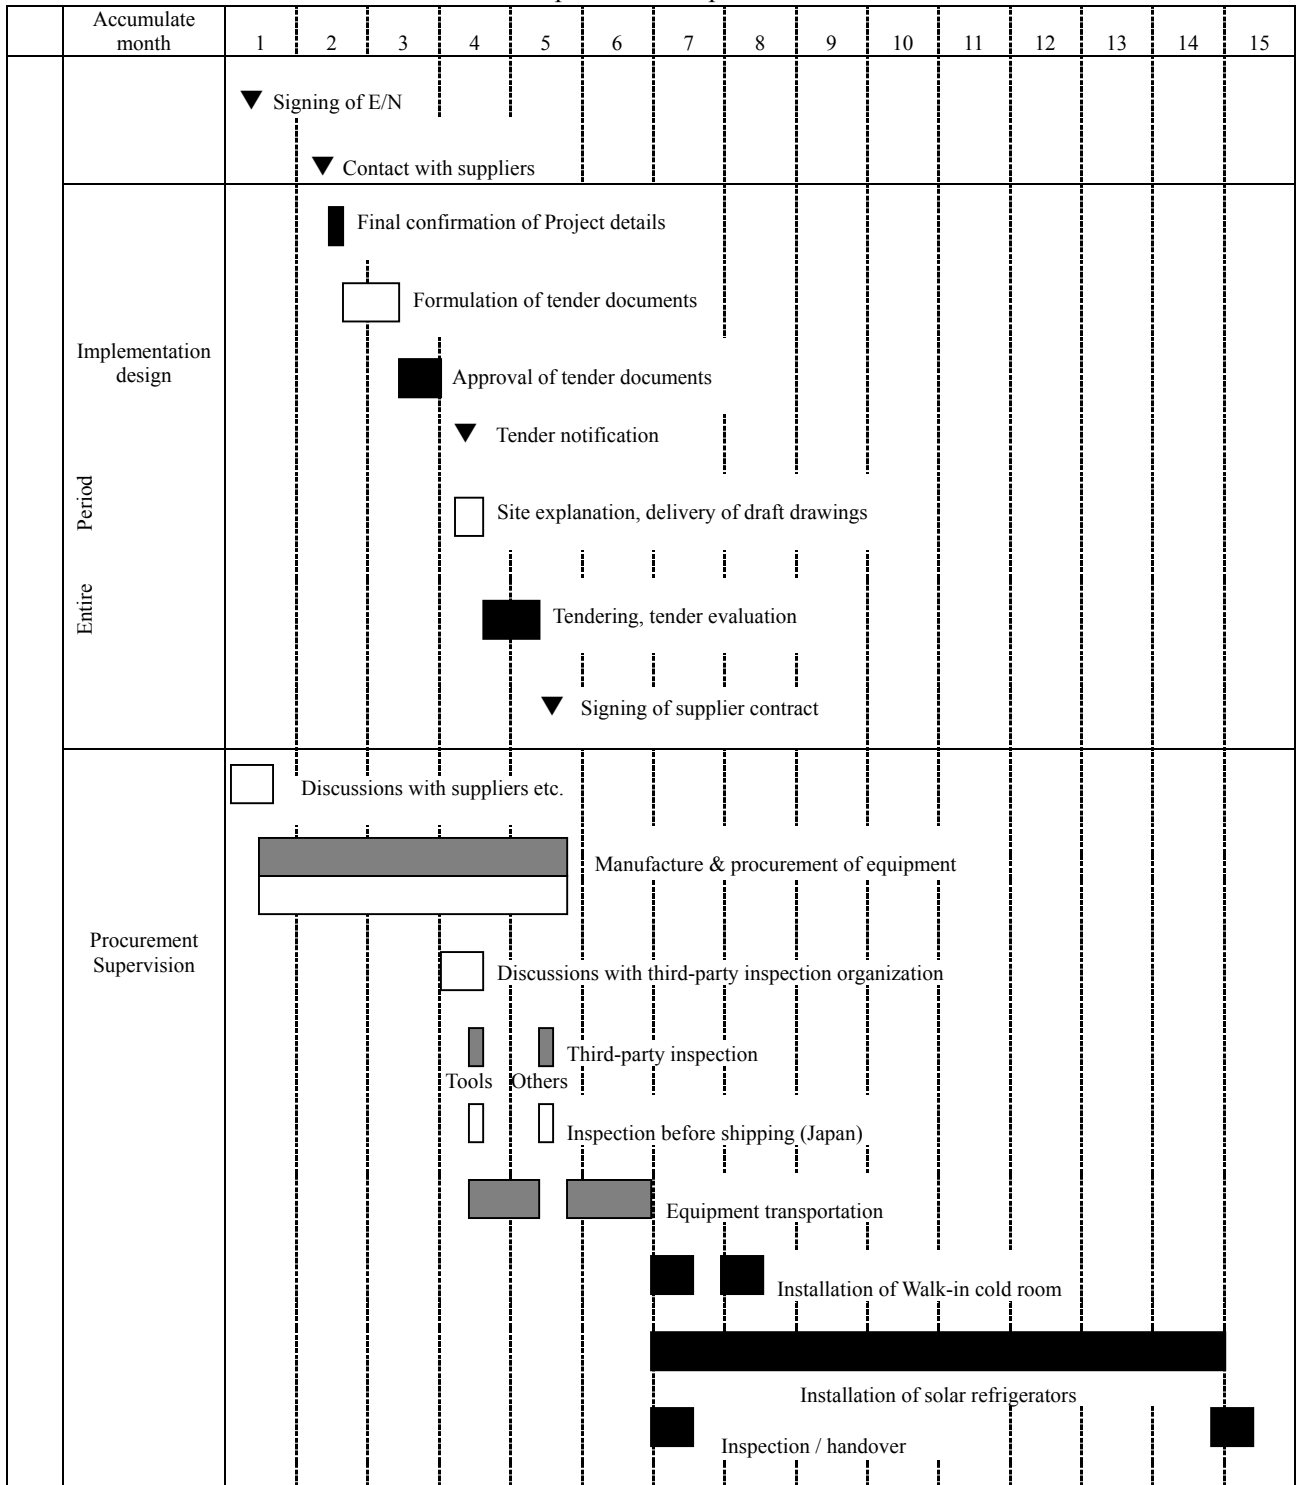 Accumulate
month
1 2 3 4 5 6 7 8 9 10 11 12 13 14 15
Signing of E/N
Contact with suppliers
Implementation
design
Period
Entire
Final confirmation of Project details
Formulation of tender documents
Approval of tender documents
Tender notification
Site explanation, delivery of draft drawings
Tendering, tender evaluation
Signing of supplier contract
Procurement
Supervision
Discussions with suppliers etc.
Manufacture & procurement of equipment
Discussions with third-party inspection organization
Third-party inspection
Tools Others
Inspection before shipping (Japan)
Equipment transportation
Installation of Walk-in cold room
Installation of solar refrigerators
Inspection / handover